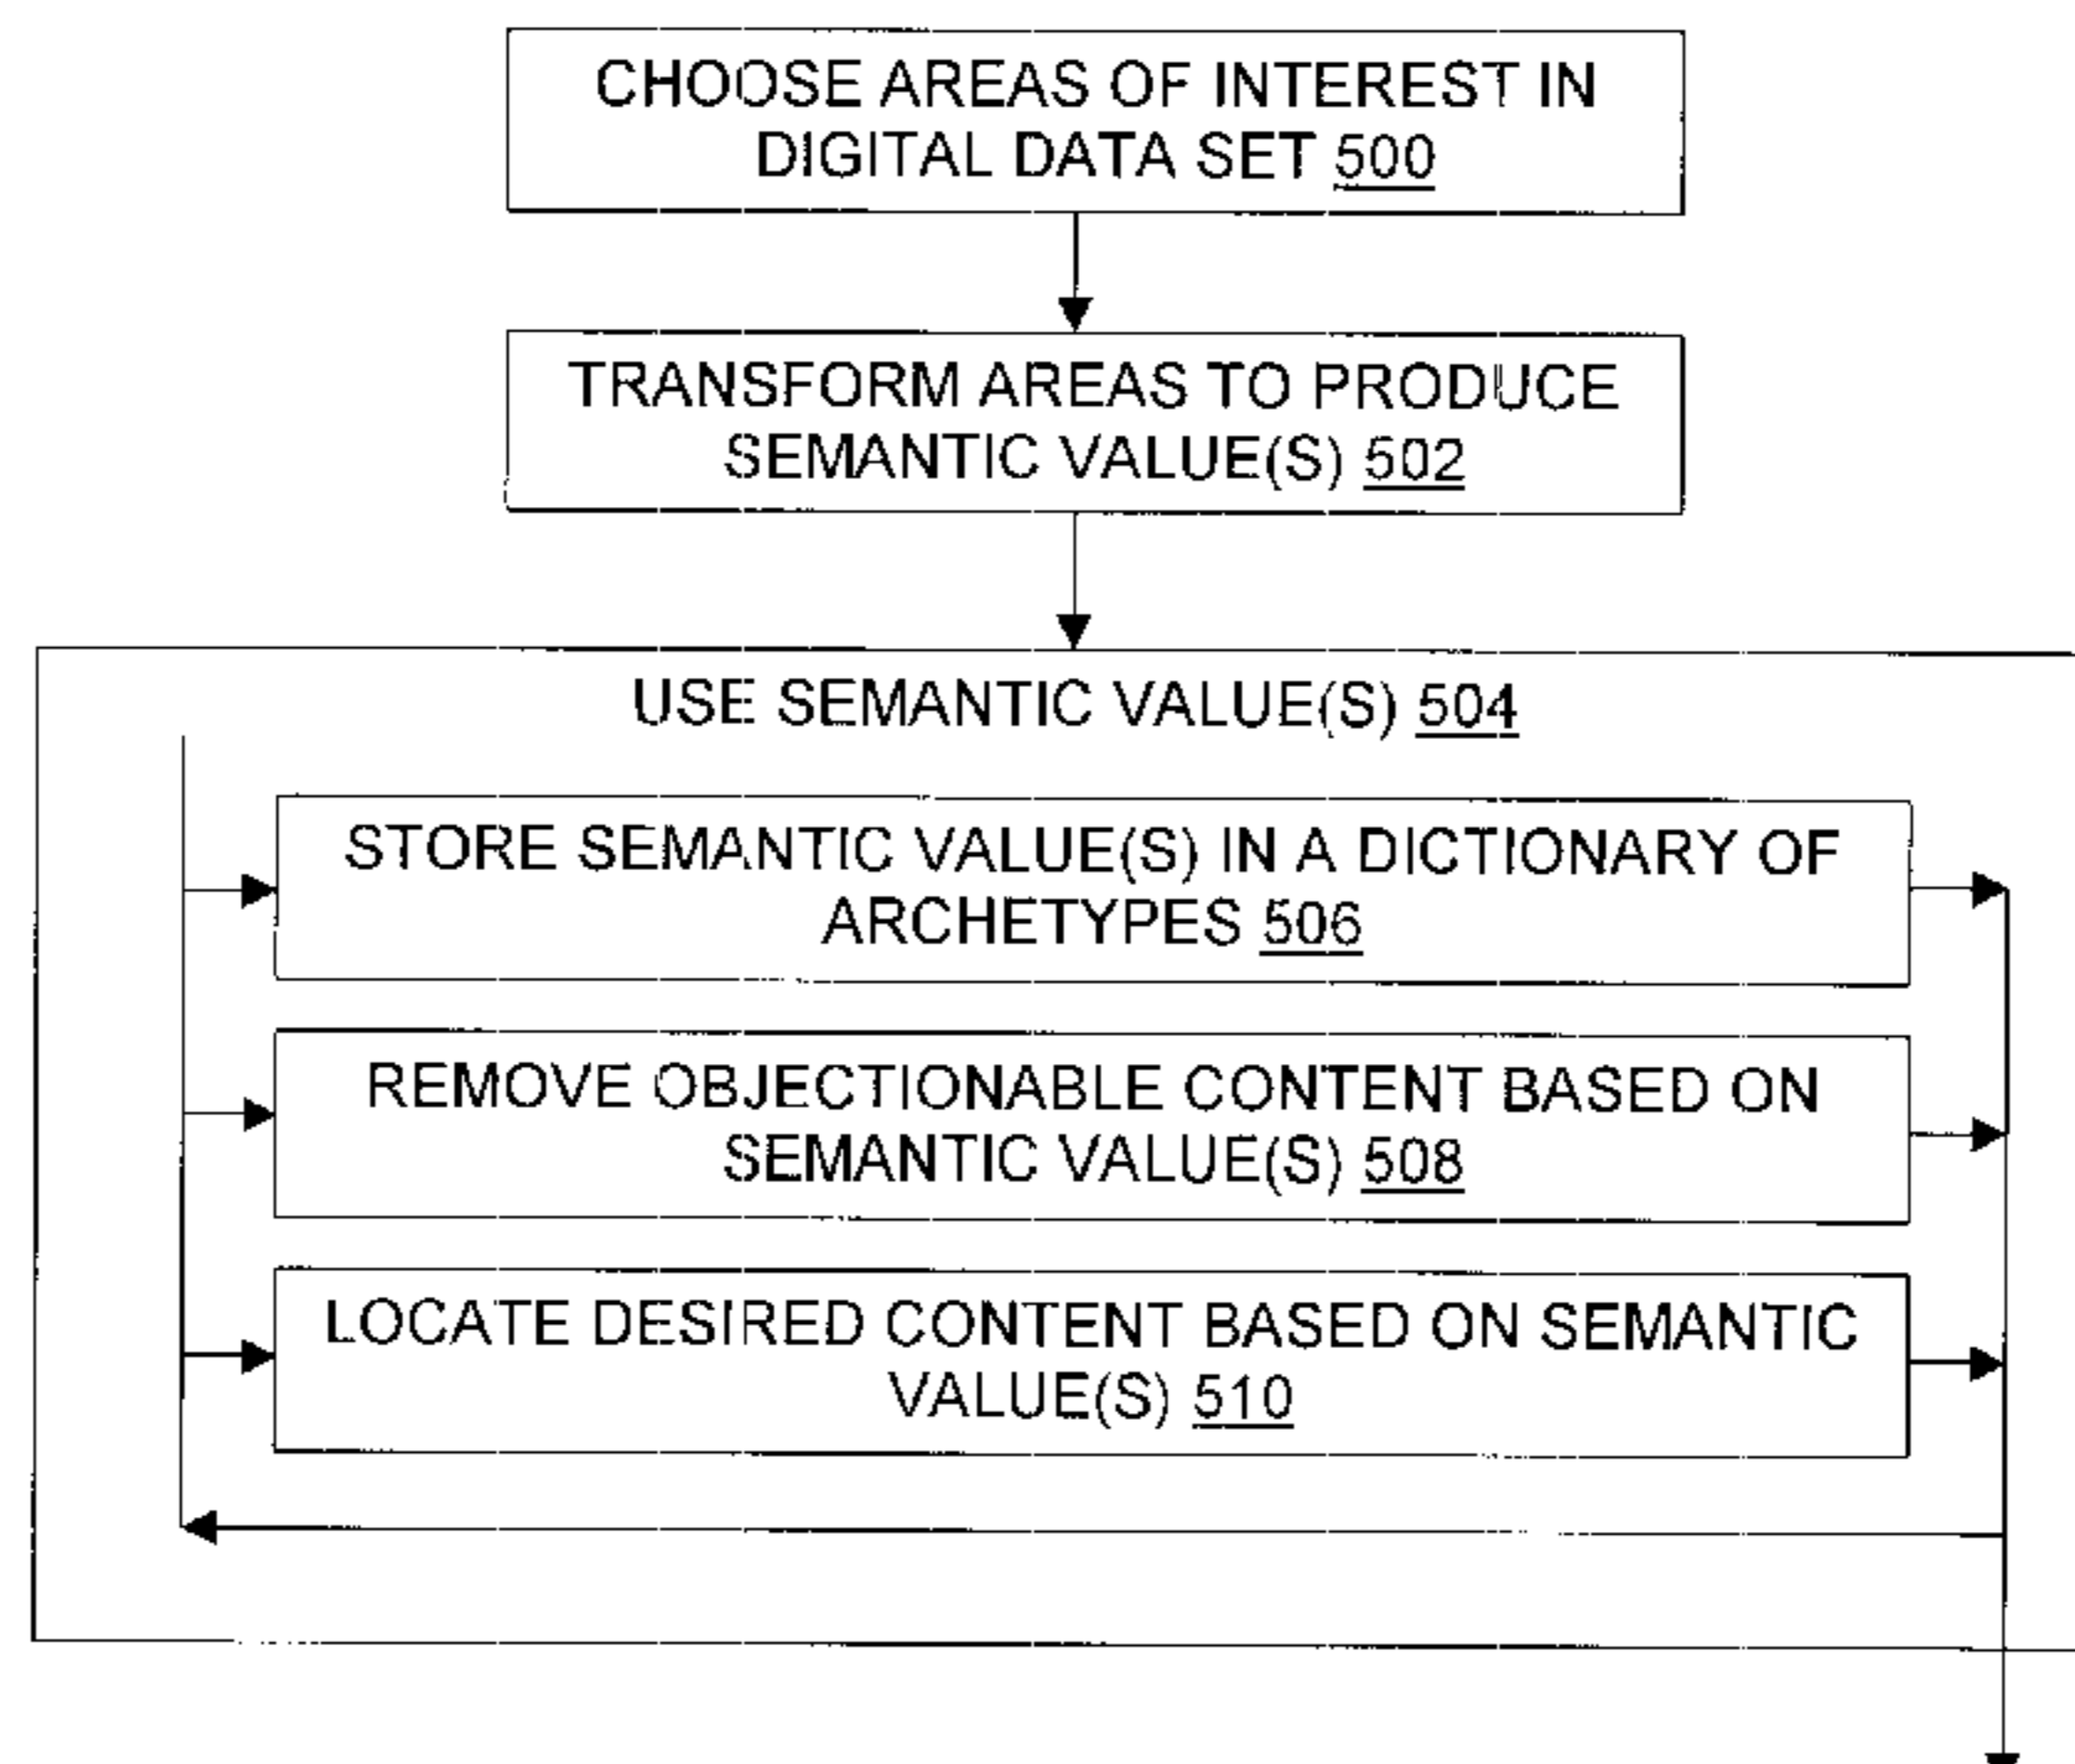 CHOOSE AREAS OF INTEREST IN
DIGITAL DATA SET 500
TRANSFORM AREAS TO PRODUCE
SEMANTIC VALUE(S) 502
USE SEMANTIC VALUE(S) 504
STORE SEMANTIC VALUE(S) IN A DICTIONARY OF
ARCHETYPES 506
REMOVE OBJECTIONABLE CONTENT BASED ON
SEMANTIC VALUE(S) 508
LOCATE DESIRED CONTENT BASED ON SEMANTIC
VALUE(S) 510